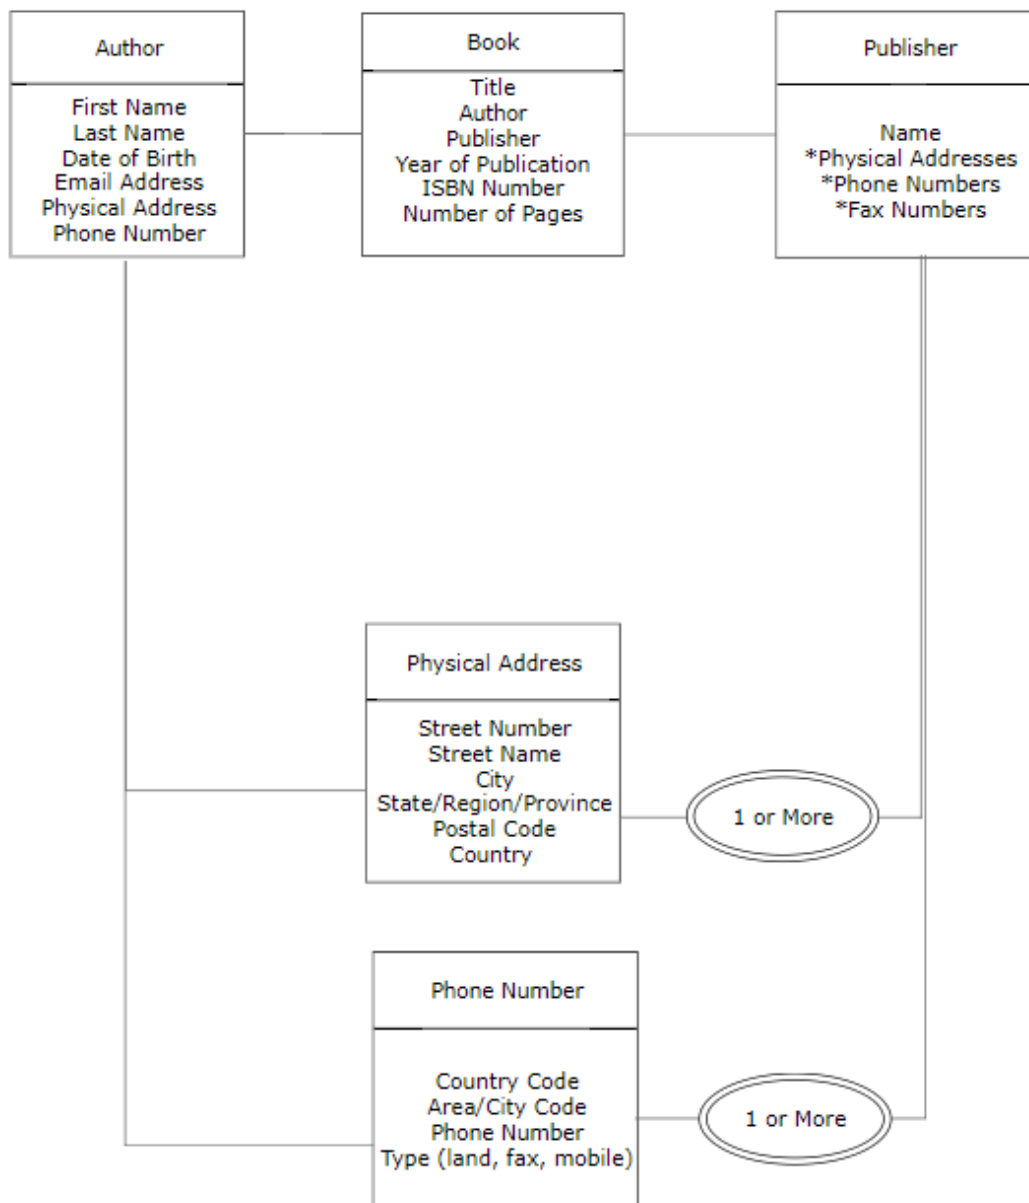 Author
First Name
Last Name
Date of Birth
Email Address
Physical Address
Phone Number
Book
Title
Author
Publisher
Year of Publication
ISBN Number
Number of Pages
Publisher
Name
*Physical Addresses
*Phone Numbers
*Fax Numbers
Physical Address
Street Number
Street Name
City
State/Region/Province
Postal Code
Country
1 or More
Phone Number
Country Code
Area/City Code
Phone Number
Type (land, fax, mobile)
1 or More